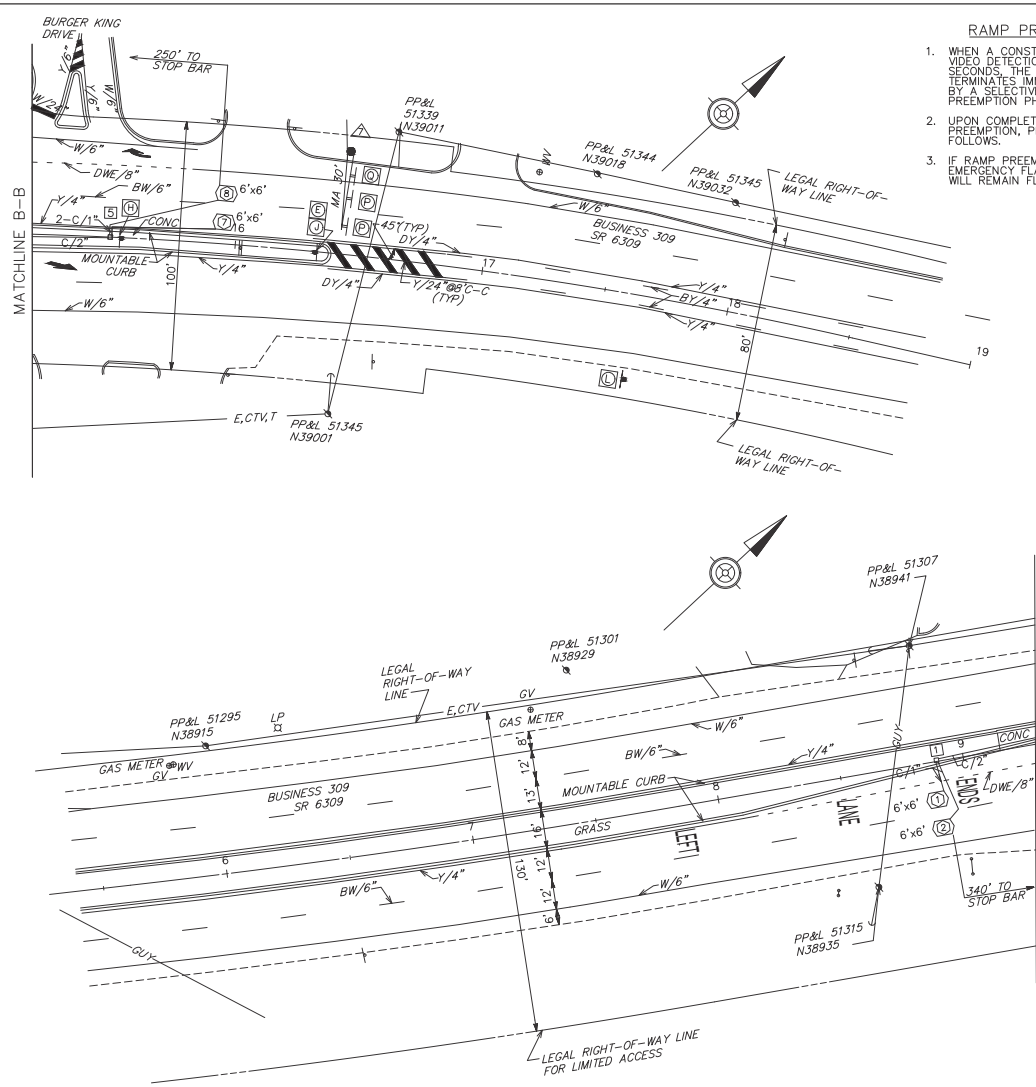 BURGER KING
DRIVE
Y/6"
Y/6"
W/6"
W/24"
250' TO
STOP BAR
PP&L
51339
N39011
7
W/6"
DWE/8"
BW/6"
Y/4"
2-C/1"
5
H
CONC
C/2"
MOUNTABLE
CURB
Y/4"
W/6"
MATCHLINE B-B
100'
8
6'x6'
7
6'x6'
16
E
J
MA 30'
Q
P
P
45°(TYP)
DY/4"
DY/4"
Y/24"@8'C-C
(TYP)
17
WV
PP&L 51344
N39018
PP&L 51345
N39032
LEGAL RIGHT-OF-
WAY LINE
W/6"
BUSINESS 309
SR 6309
Y/4"
BY/4"
Y/4"
18
19
80'
L
E,CTV,T
PP&L 51345
N39001
LEGAL RIGHT-OF-
WAY LINE
RAMP PR
1. WHEN A CONST
VIDEO DETECTIO
SECONDS, THE
TERMINATES IM
BY A SELECTIV
PREEMPTION PH
2. UPON COMPLET
PREEMPTION, P
FOLLOWS.
3. IF RAMP PREEM
EMERGENCY FLA
WILL REMAIN FL
PP&L 51307
N38941
PP&L 51301
N38929
LEGAL
RIGHT-OF-WAY
LINE
E,CTV
GV
GAS METER
PP&L 51295
N38915
LP
GAS METER
GV
WV
BUSINESS 309
SR 6309
8'
12'
13'
16'
12'
12'
6'
130'
BW/6"
W/6"
Y/4"
MOUNTABLE CURB
GRASS
6
7
8
9
1
GUY
CONC
C/1"
C/2"
DWE/8"
LEFT
LANE
ENDS
6'x6'
1
6'x6'
2
BW/6"
Y/4"
W/6"
340' TO
STOP BAR
PP&L 51315
N38935
GUY
LEGAL RIGHT-OF-WAY LINE
FOR LIMITED ACCESS